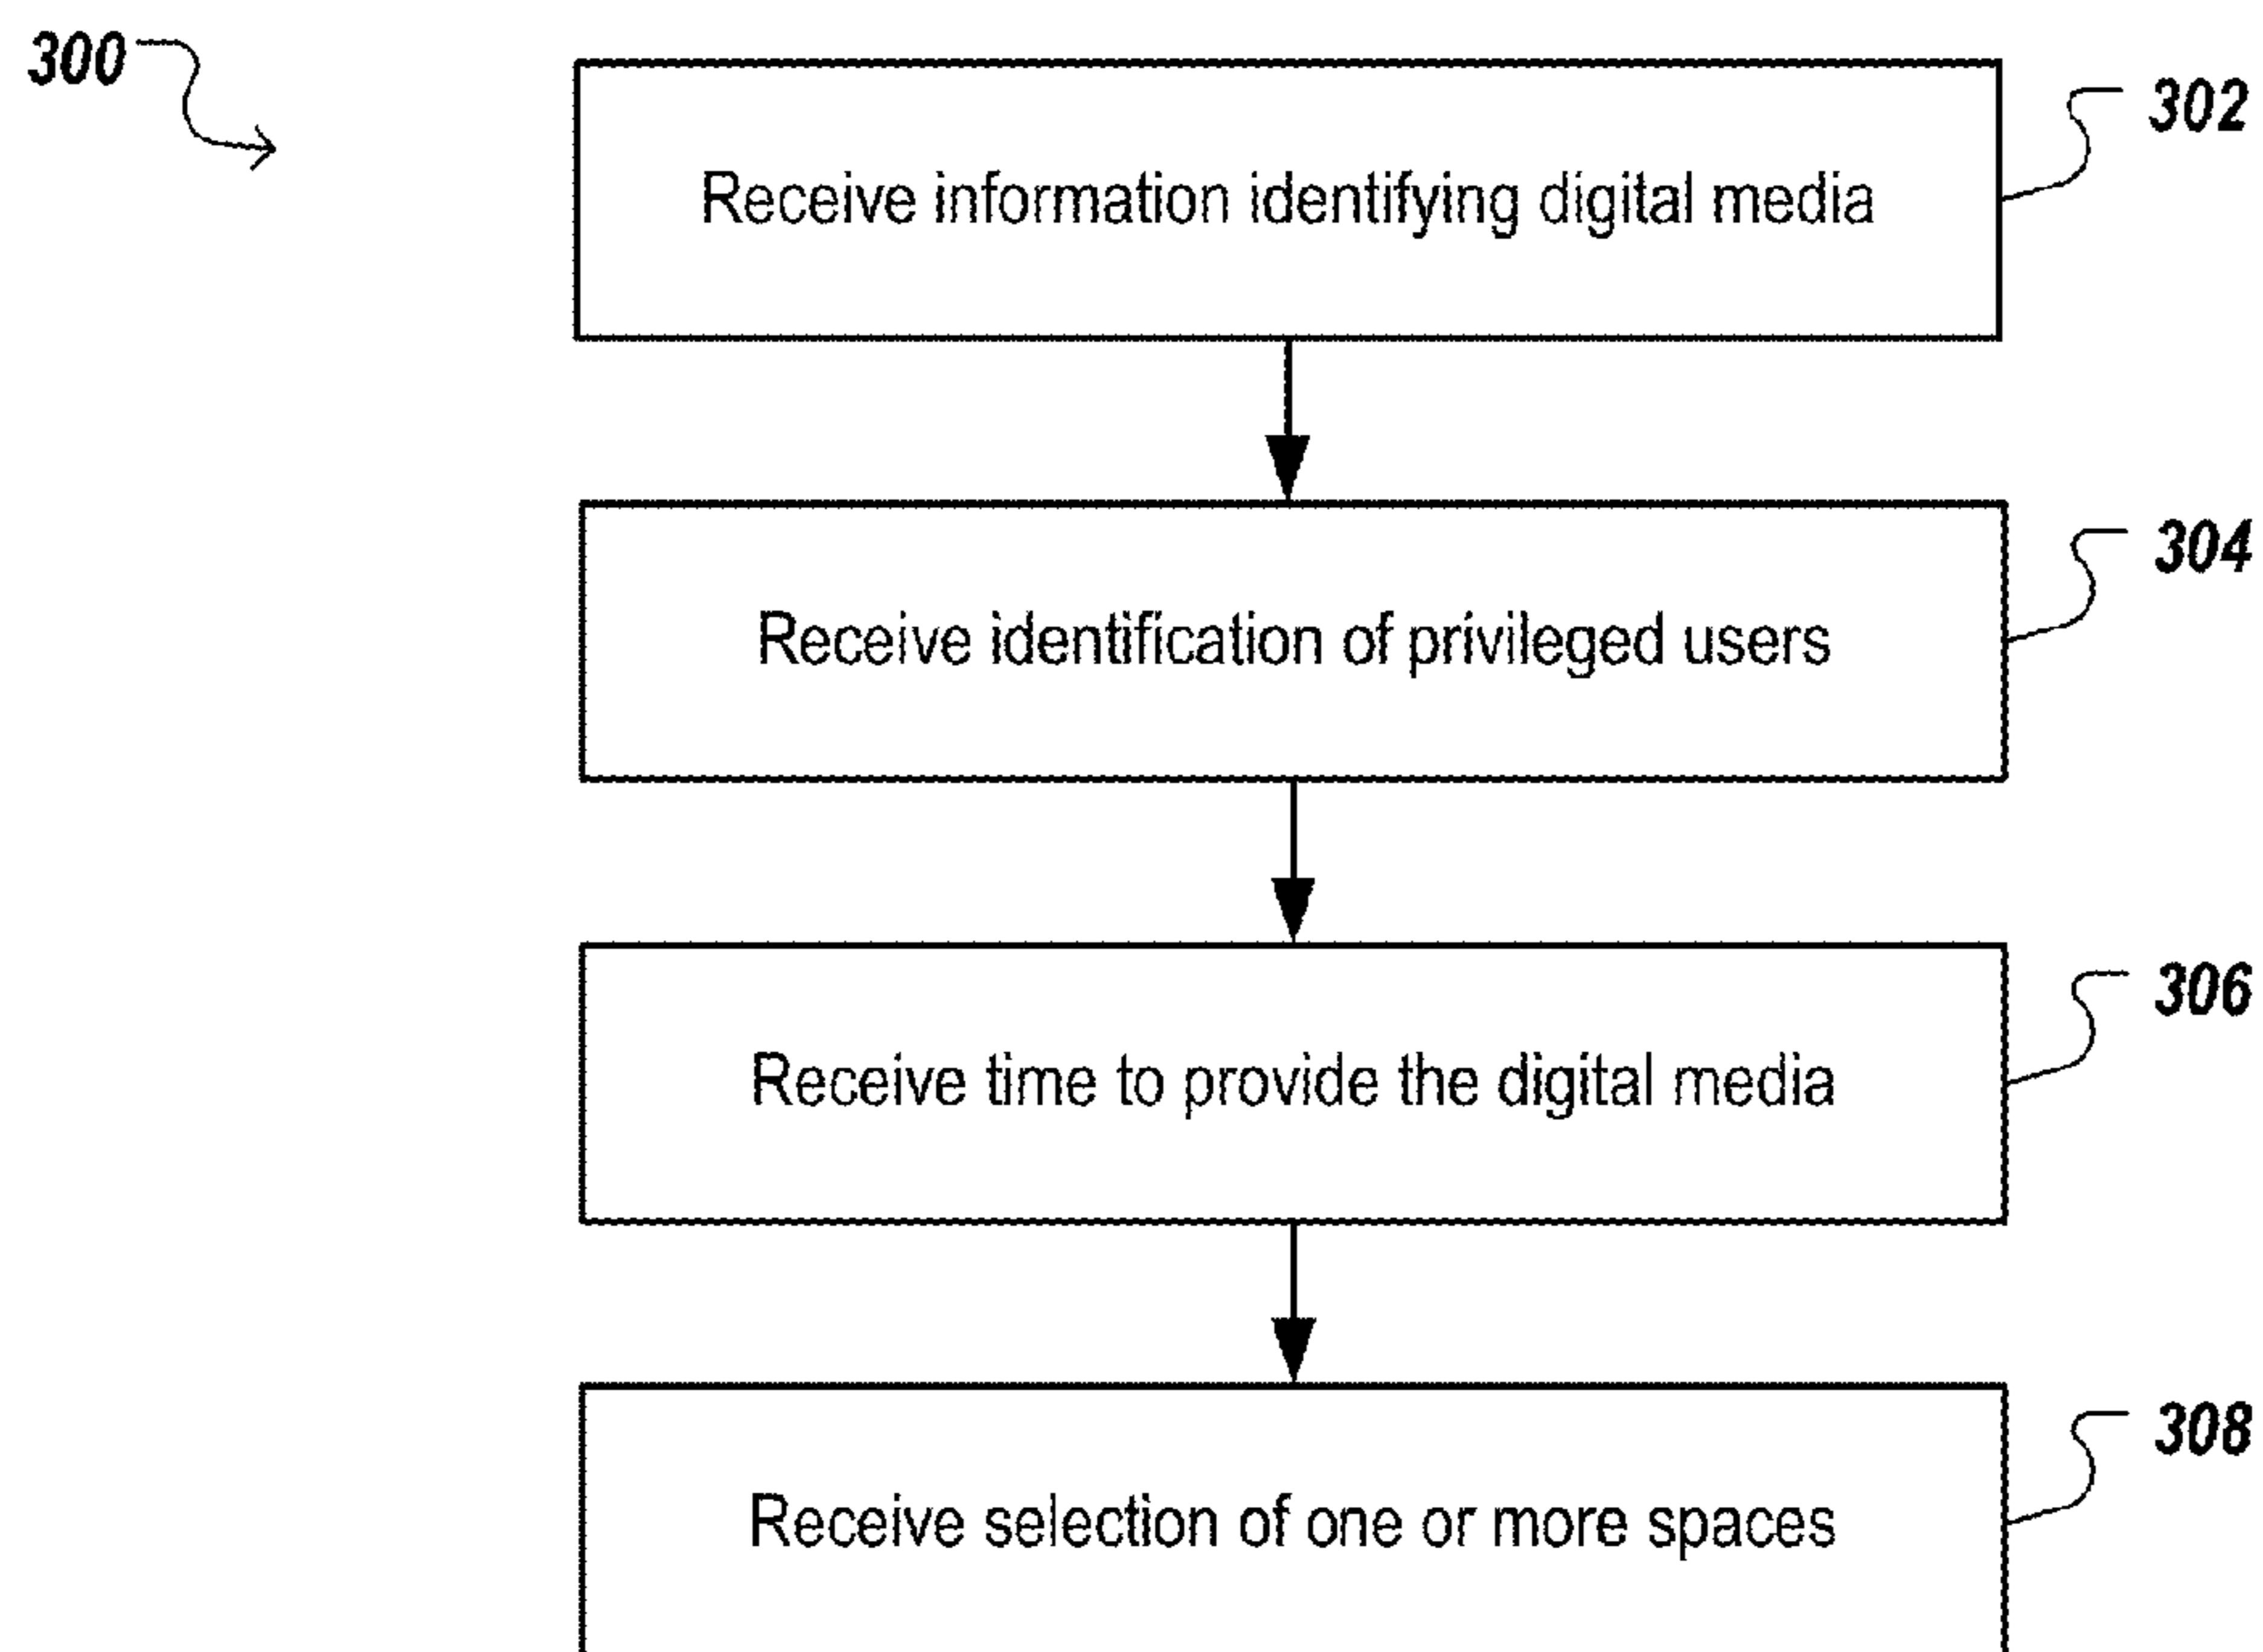 300
302
Receive information identifying digital media
304
Receive identification of privileged users
306
Receive time to provide the digital media
308
Receive selection of one or more spaces